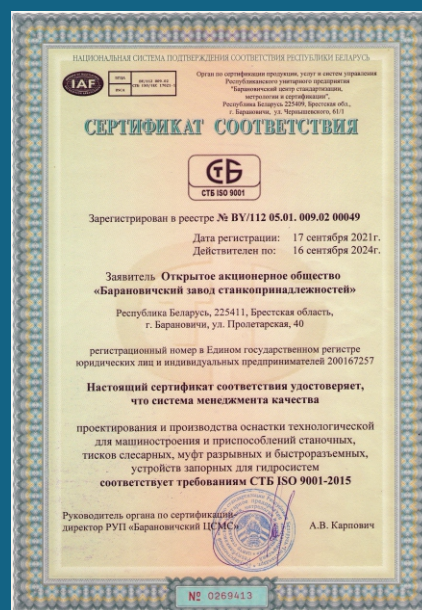 НАЦИОНАЛЬНАЯ СИСТЕМА ПОДТВЕРЖДЕНИЯ СООТВЕТСТВИЯ РЕСПУБЛИКИ БЕЛАРУСЬ
IAF
Орган по сертификации продукции, услуг и систем управления
Республиканского унитарного предприятия
"Барановичский центр стандартизации,
метрологии и сертификации",
Республика Беларусь 225409, Брестская обл.,
г. Барановичи, ул. Чернышевского, 61/1
СЕРТИФИКАТ СООТВЕТСТВИЯ
СТБ
СТБ ISO 9001
Зарегистрирован в реестре № BY/112 05.01. 009.02 00049
Дата регистрации: 17 сентября 2021г.
Действителен по: 16 сентября 2024г.
Заявитель Открытое акционерное общество
«Барановичский завод станкопринадлежностей»
Республика Беларусь, 225411, Брестская область,
г. Барановичи, ул. Пролетарская, 40
регистрационный номер в Едином государственном регистре
юридических лиц и индивидуальных предпринимателей 200167257
Настоящий сертификат соответствия удостоверяет,
что система менеджмента качества
проектирования и производства оснастки технологической
для машиностроения и приспособлений станочных,
тисков слесарных, муфт разрывных и быстроразъемных,
устройств запорных для гидросистем
соответствует требованиям СТБ ISO 9001-2015
Руководитель органа по сертификации-
директор РУП «Барановичский ЦСМС»
А.В. Карпович
№ 0269413